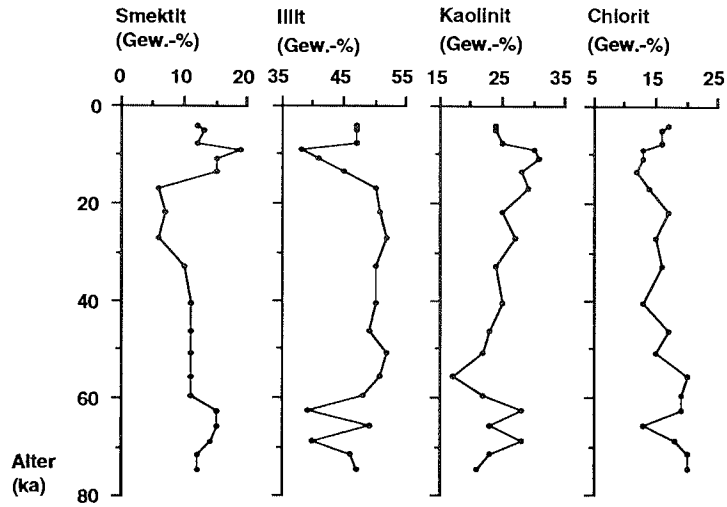 Smektit Illit Kaolinit Chlorit
(Gew.-%) (Gew.-%) (Gew.-%) (Gew.-%)
0 10 20 35 45 55 15 25 35 5 15 25
0
20
40
60
Alter
(ka)
80